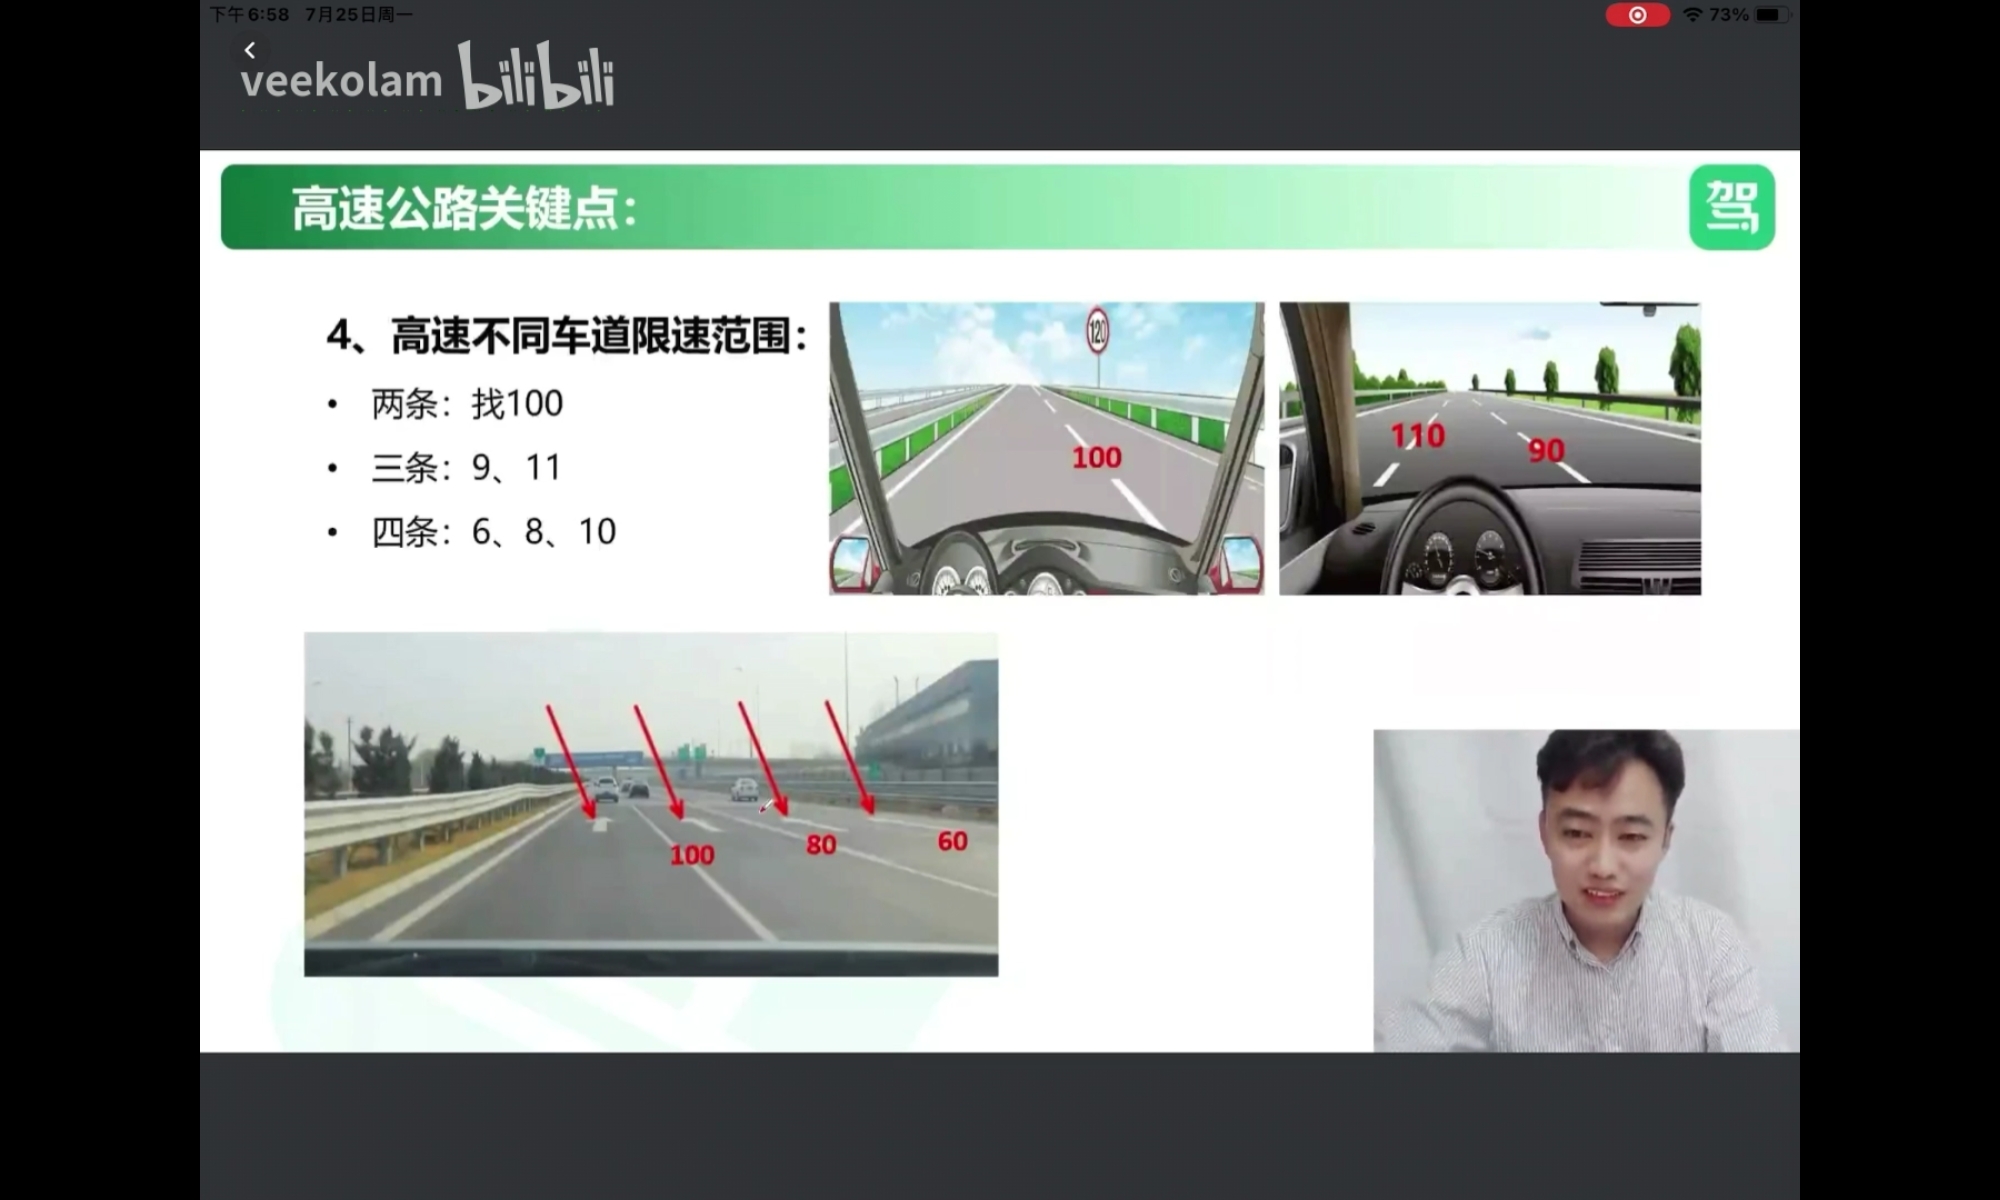 下午6:58 7月25日周一
73%
veekolam bilibili
高速公路关键点：
驾
4、高速不同车道限速范围：
• 两条：找100
• 三条：9、11
• 四条：6、8、10
120
100
110
90
100
80
60